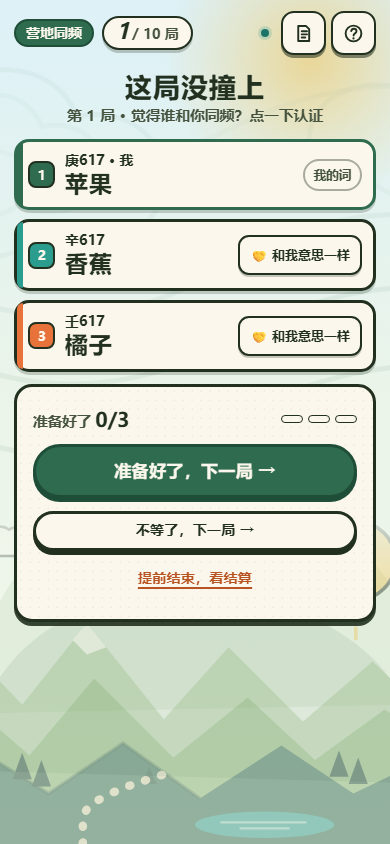 营地同频
1 / 10 局
这局没撞上
第 1 局 · 觉得谁和你同频？点一下认证
1
庚617 · 我
苹果
我的词
2
辛617
香蕉
🤝 和我意思一样
3
壬617
橘子
🤝 和我意思一样
准备好了 0/3
准备好了，下一局 →
不等了，下一局 →
提前结束，看结算